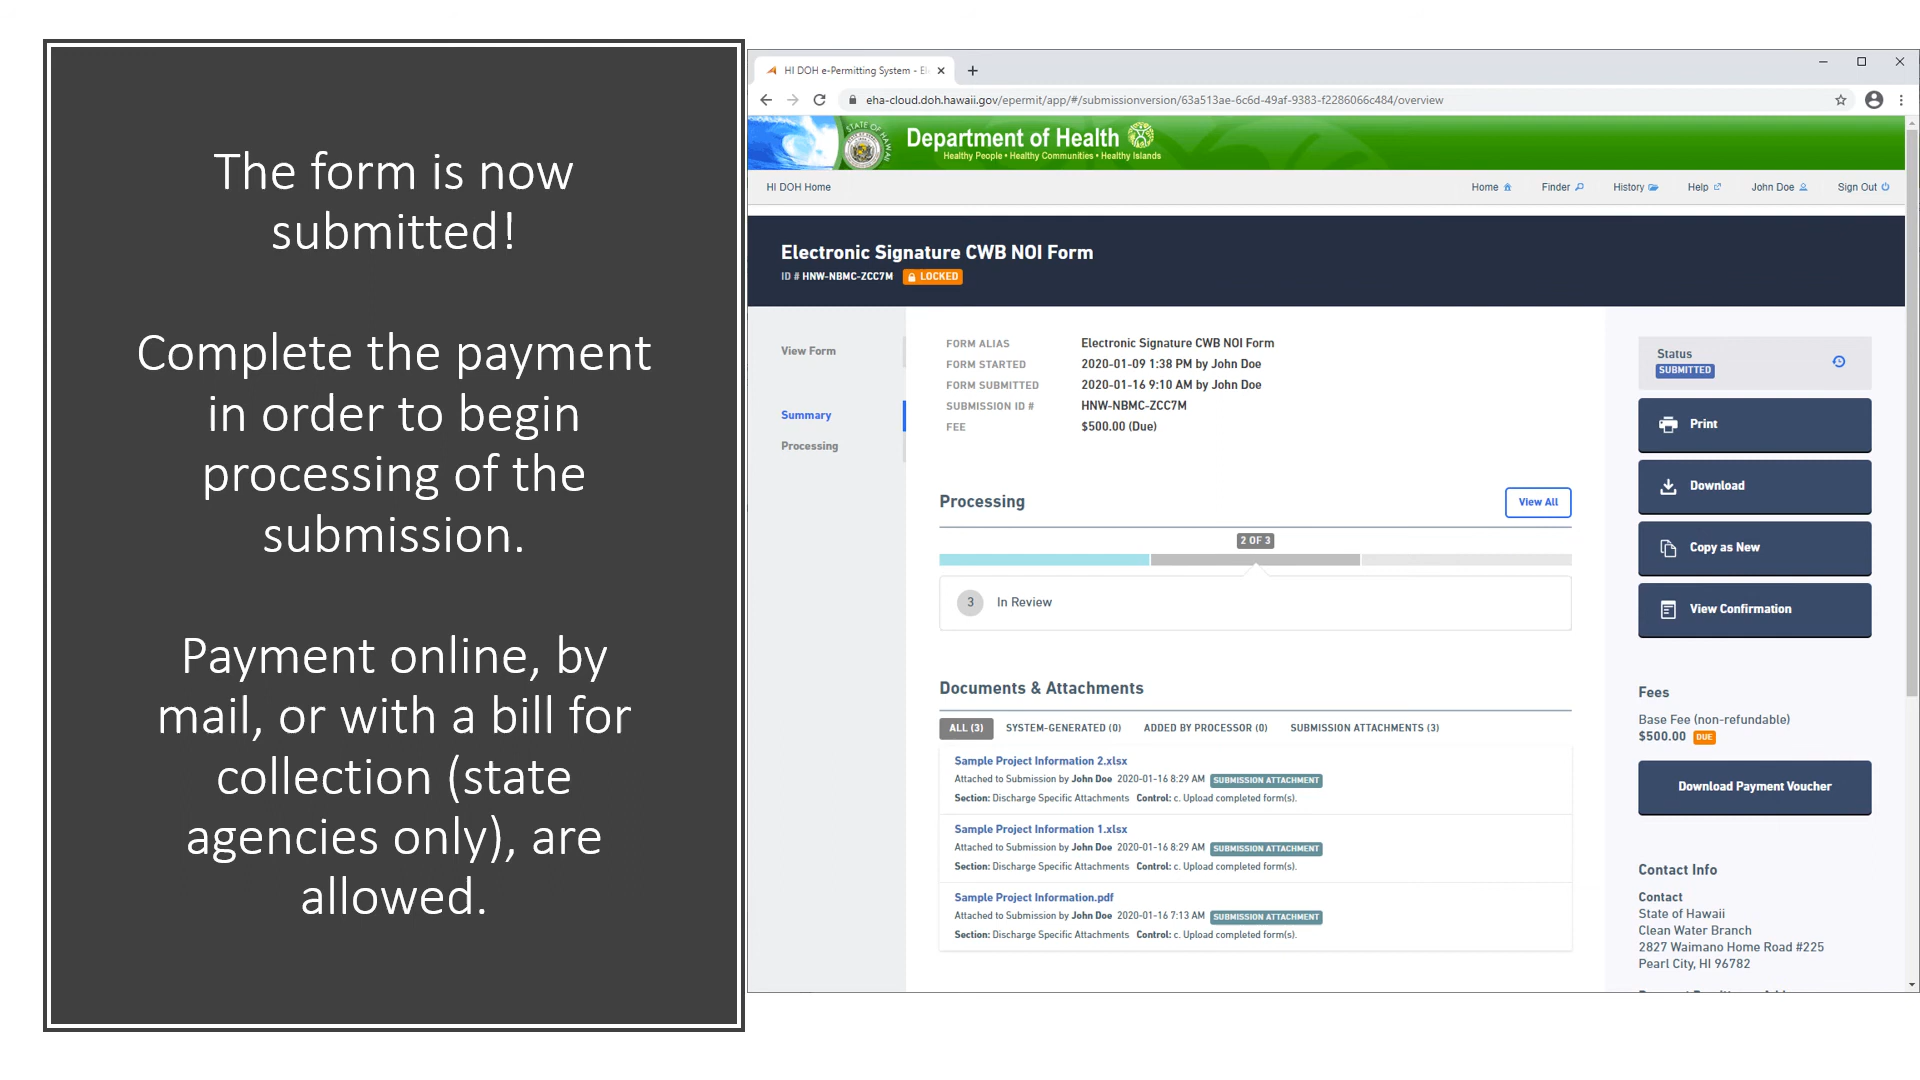 The form is now
submitted!
Complete the payment
in order to begin
processing of the
submission.
Payment online, by
mail, or with a bill for
collection (state
agencies only), are
allowed.
HI DOH e-Permitting System - El
eha-cloud.doh.hawaii.gov/epermit/app/#/submissionversion/63a513ae-6c6d-49af-9383-f2286066c484/overview
STATE OF HAWAII
Department of Health
Healthy People • Healthy Communities • Healthy Islands
HI DOH Home
Home
Finder
History
Help
John Doe
Sign Out
Electronic Signature CWB NOI Form
ID # HNW-NBMC-ZCC7M LOCKED
View Form
Summary
Processing
FORM ALIAS Electronic Signature CWB NOI Form
FORM STARTED 2020-01-09 1:38 PM by John Doe
FORM SUBMITTED 2020-01-16 9:10 AM by John Doe
SUBMISSION ID # HNW-NBMC-ZCC7M
FEE $500.00 (Due)
Processing
View All
2 OF 3
3 In Review
Documents & Attachments
ALL (3) SYSTEM-GENERATED (0) ADDED BY PROCESSOR (0) SUBMISSION ATTACHMENTS (3)
Sample Project Information 2.xlsx
Attached to Submission by John Doe 2020-01-16 8:29 AM SUBMISSION ATTACHMENT
Section: Discharge Specific Attachments Control: c. Upload completed form(s).
Sample Project Information 1.xlsx
Attached to Submission by John Doe 2020-01-16 8:29 AM SUBMISSION ATTACHMENT
Section: Discharge Specific Attachments Control: c. Upload completed form(s).
Sample Project Information.pdf
Attached to Submission by John Doe 2020-01-16 7:13 AM SUBMISSION ATTACHMENT
Section: Discharge Specific Attachments Control: c. Upload completed form(s).
Status
SUBMITTED
Print
Download
Copy as New
View Confirmation
Fees
Base Fee (non-refundable)
$500.00 DUE
Download Payment Voucher
Contact Info
Contact
State of Hawaii
Clean Water Branch
2827 Waimano Home Road #225
Pearl City, HI 96782